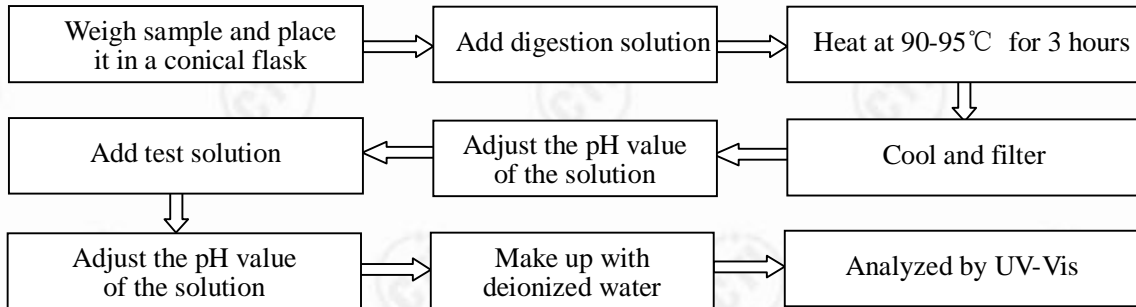 Weigh sample and place
it in a conical flask
Add digestion solution
Heat at 90-95℃ for 3 hours
Cool and filter
Adjust the pH value
of the solution
Add test solution
Adjust the pH value
of the solution
Make up with
deionized water
Analyzed by UV-Vis